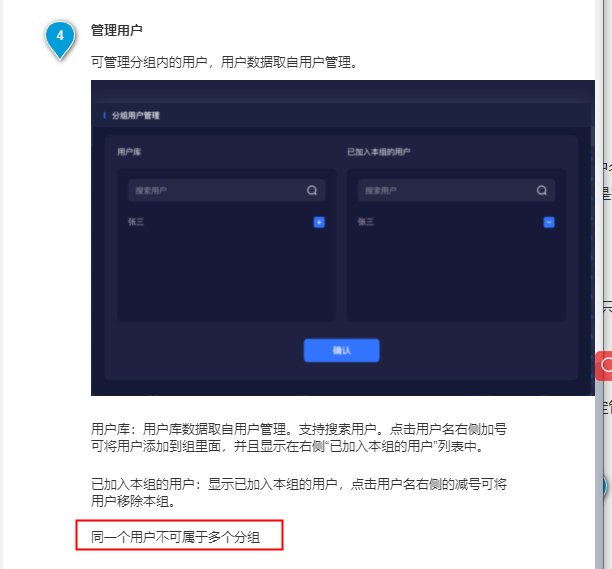 4
管理用户
可管理分组内的用户，用户数据取自用户管理。
分组用户管理
用户库
已加入本组的用户
搜索用户
搜索用户
张三
张三
确认
用户库：用户库数据取自用户管理。支持搜索用户。点击用户名右侧加号
可将用户添加到组里面，并且显示在右侧“已加入本组的用户”列表中。
已加入本组的用户：显示已加入本组的用户，点击用户名右侧的减号可将
用户移除本组。
同一个用户不可属于多个分组